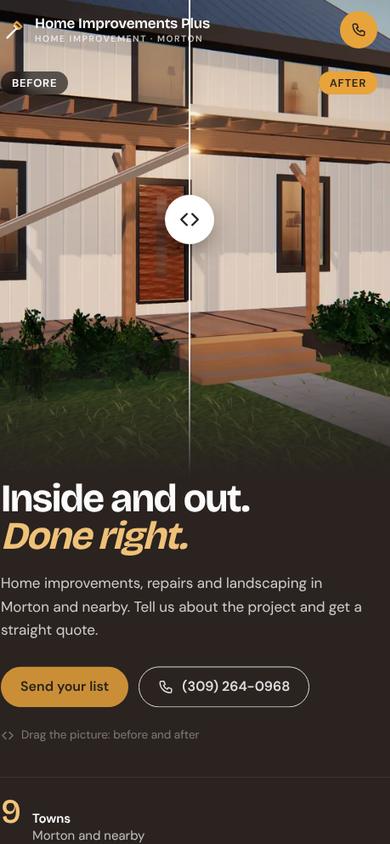 Home Improvements Plus
HOME IMPROVEMENT · MORTON
BEFORE
AFTER
Inside and out.
Done right.
Home improvements, repairs and landscaping in
Morton and nearby. Tell us about the project and get a
straight quote.
Send your list
(309) 264-0968
Drag the picture: before and after
9
Towns
Morton and nearby